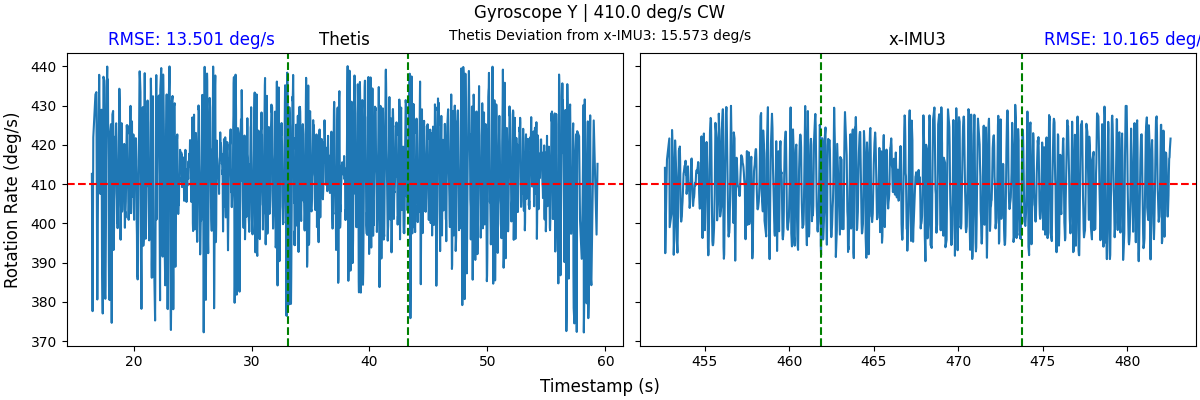 Gyroscope Y | 410.0 deg/s CW
RMSE: 13.501 deg/s
Thetis
Thetis Deviation from x-IMU3: 15.573 deg/s
x-IMU3
RMSE: 10.165 deg/
Rotation Rate (deg/s)
440
430
420
410
400
390
380
370
20
30
40
50
60
455
460
465
470
475
480
Timestamp (s)